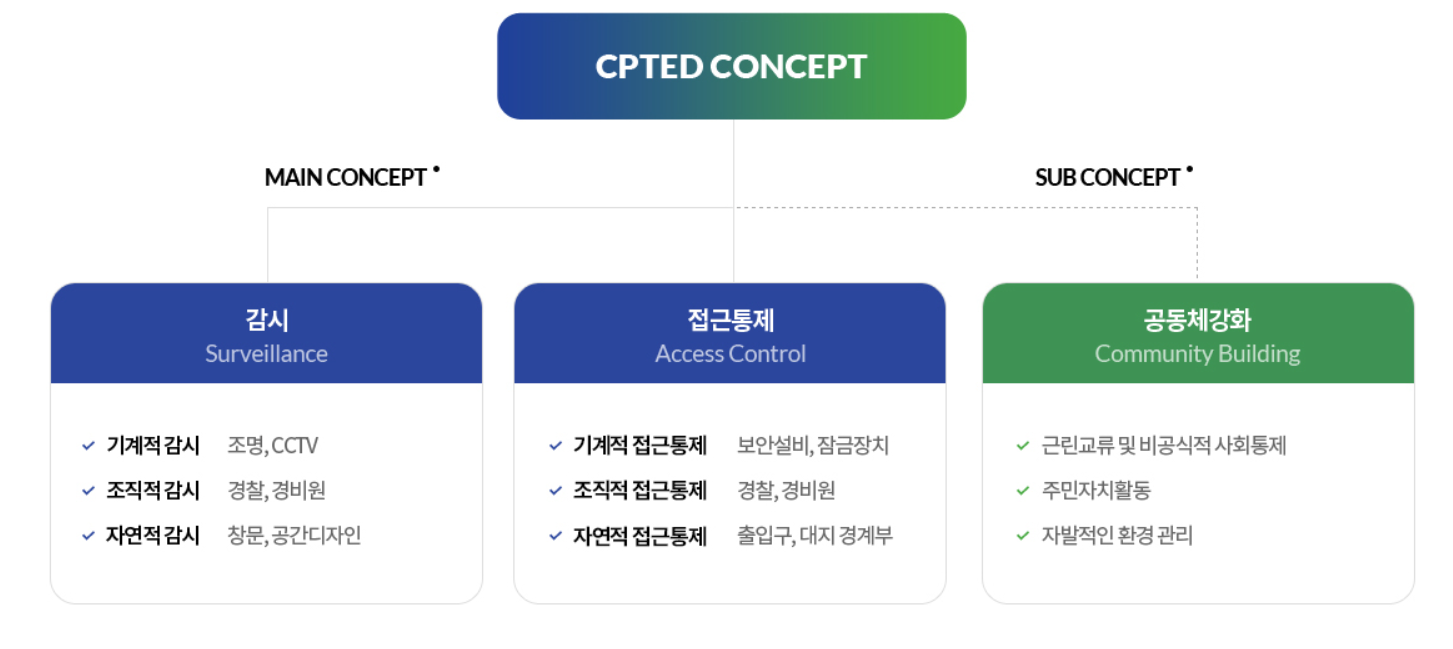 CPTED CONCEPT
MAIN CONCEPT
SUB CONCEPT
감시
Surveillance
기계적 감시 조명, CCTV
조직적 감시 경찰, 경비원
자연적 감시 창문, 공간디자인
접근통제
Access Control
기계적 접근통제 보안설비, 잠금장치
조직적 접근통제 경찰, 경비원
자연적 접근통제 출입구, 대지 경계부
공동체강화
Community Building
근린교류 및 비공식적 사회통제
주민자치활동
자발적인 환경 관리